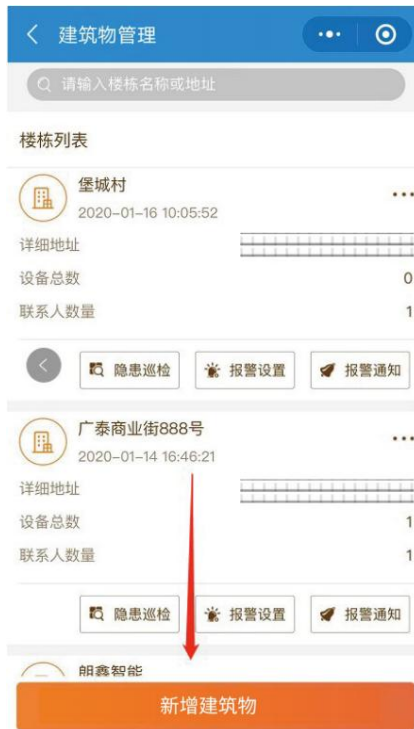 建筑物管理
请输入楼栋名称或地址
楼栋列表
堡城村
2020-01-16 10:05:52
详细地址
设备总数 0
联系人数量 1
隐患巡检 报警设置 报警通知
广泰商业街888号
2020-01-14 16:46:21
详细地址
设备总数 1
联系人数量 1
隐患巡检 报警设置 报警通知
朗鑫智能
新增建筑物